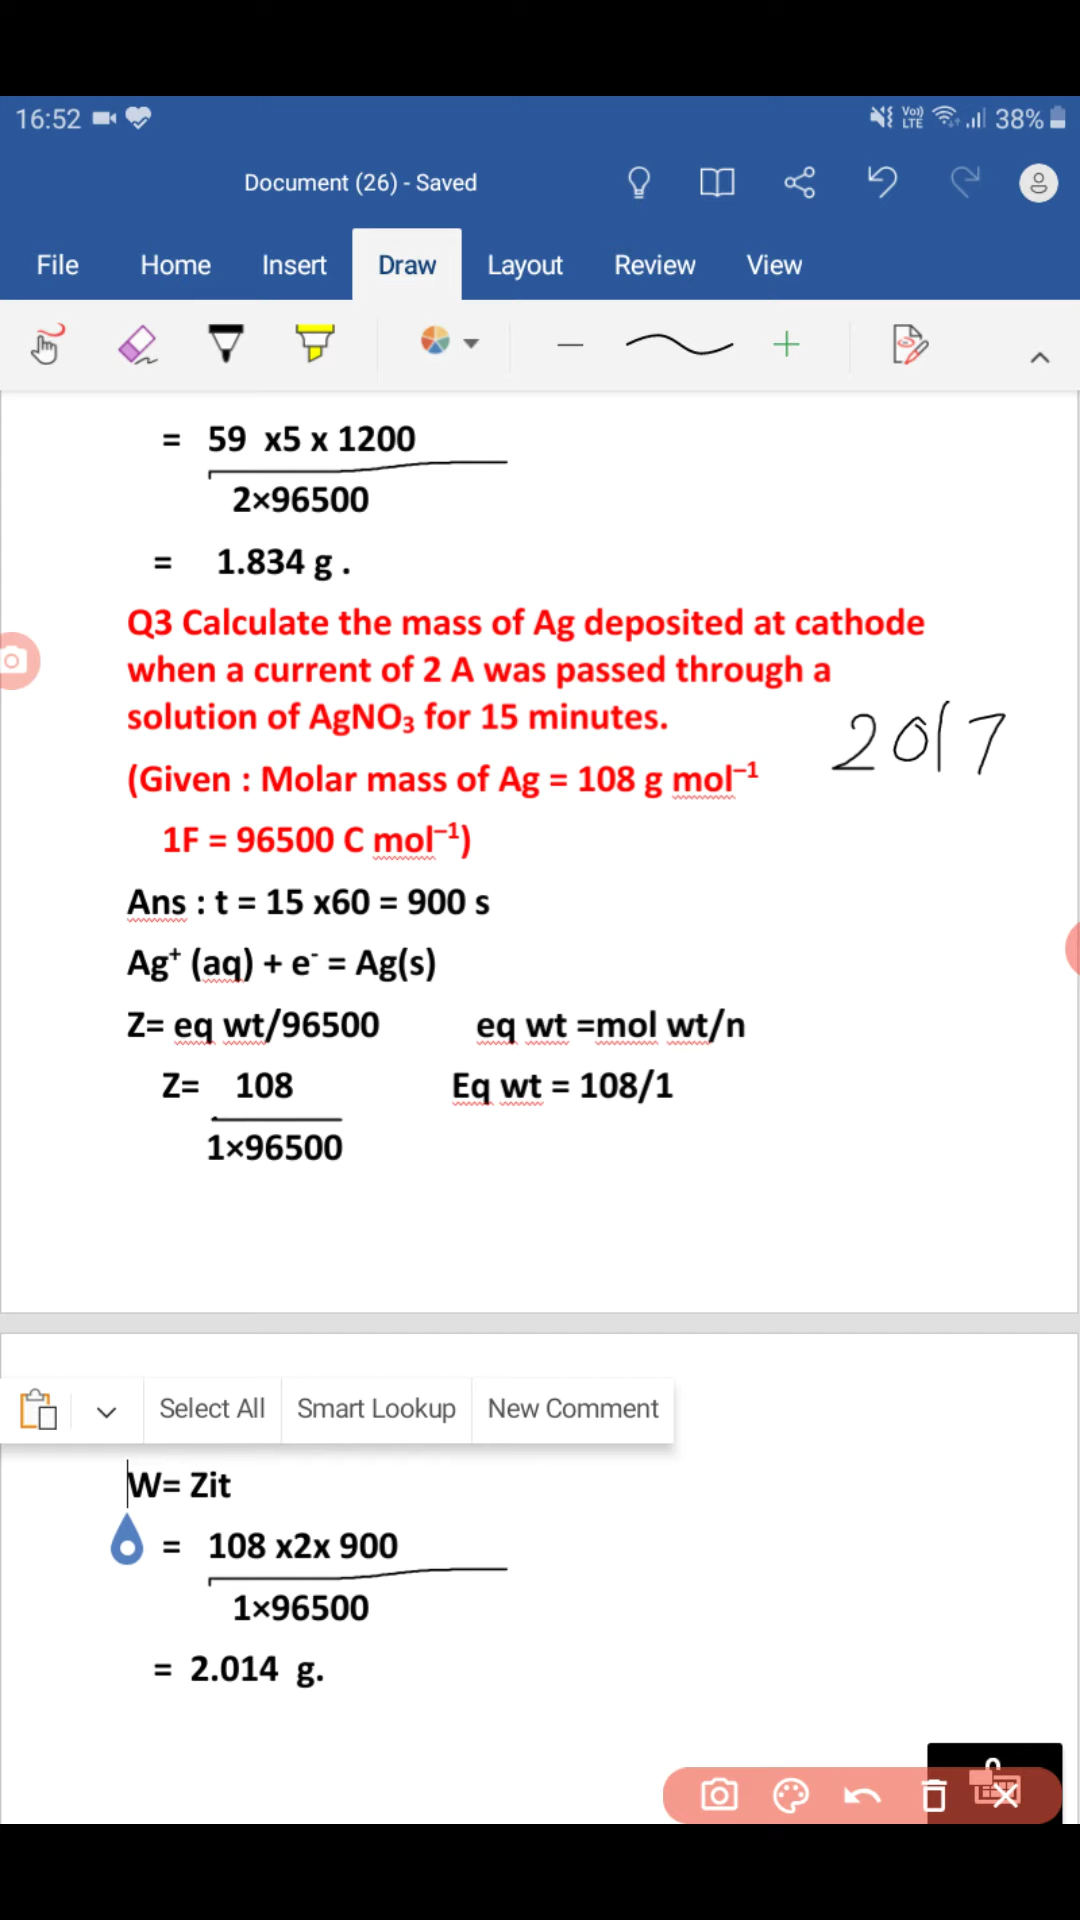 16:52 Vo)) LTE 38%
Document (26) - Saved
File Home Insert Draw Layout Review View
= 59 x5 x 1200
2×96500
= 1.834 g .
Q3 Calculate the mass of Ag deposited at cathode
when a current of 2 A was passed through a
solution of AgNO₃ for 15 minutes.
2017
(Given : Molar mass of Ag = 108 g mol⁻¹
1F = 96500 C mol⁻¹)
Ans : t = 15 x60 = 900 s
Ag⁺ (aq) + e⁻ = Ag(s)
Z= eq wt/96500 eq wt =mol wt/n
Z= 108 Eq wt = 108/1
1×96500
Select All Smart Lookup New Comment
W= Zit
= 108 x2x 900
1×96500
= 2.014 g.